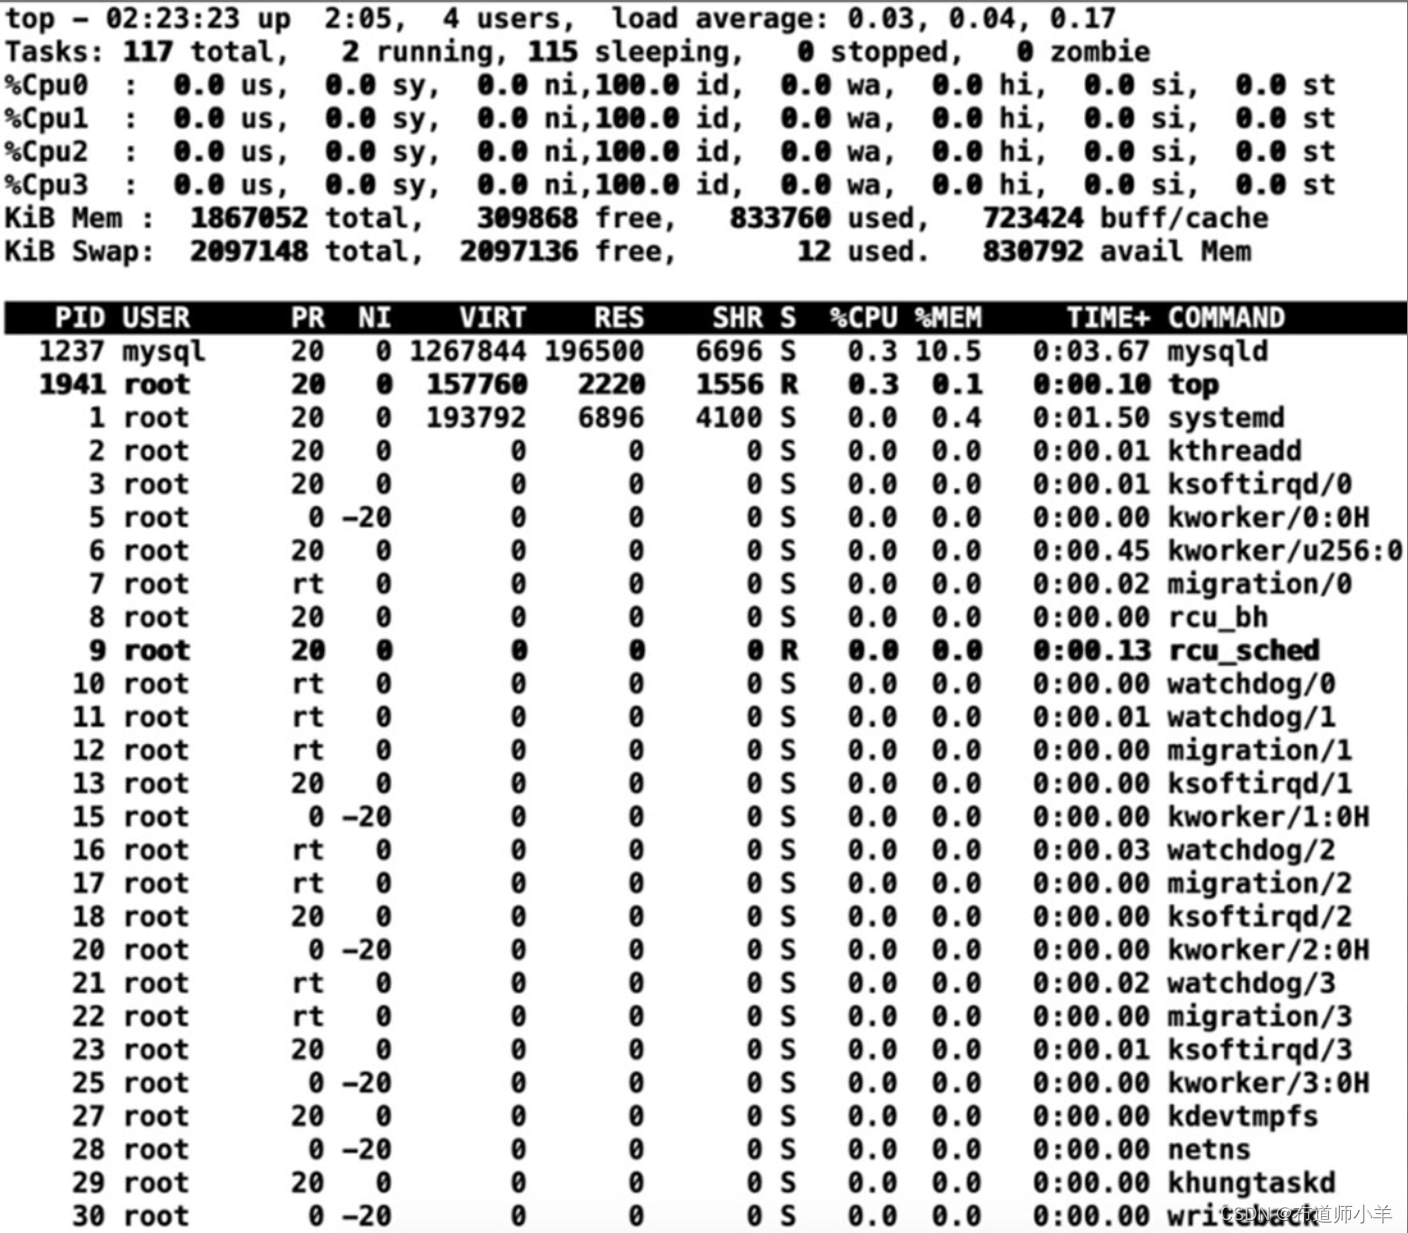 top – 02:23:23 up  2:05,  4 users,  load average: 0.03, 0.04, 0.17
Tasks: 117 total,   2 running, 115 sleeping,   0 stopped,   0 zombie
%Cpu0  :  0.0 us,  0.0 sy,  0.0 ni,100.0 id,  0.0 wa,  0.0 hi,  0.0 si,  0.0 st
%Cpu1  :  0.0 us,  0.0 sy,  0.0 ni,100.0 id,  0.0 wa,  0.0 hi,  0.0 si,  0.0 st
%Cpu2  :  0.0 us,  0.0 sy,  0.0 ni,100.0 id,  0.0 wa,  0.0 hi,  0.0 si,  0.0 st
%Cpu3  :  0.0 us,  0.0 sy,  0.0 ni,100.0 id,  0.0 wa,  0.0 hi,  0.0 si,  0.0 st
KiB Mem :  1867052 total,   309868 free,   833760 used,   723424 buff/cache
KiB Swap:  2097148 total,  2097136 free,       12 used.   830792 avail Mem
PID USER      PR  NI    VIRT    RES    SHR S  %CPU %MEM     TIME+ COMMAND
1237 mysql     20   0 1267844 196500   6696 S   0.3 10.5   0:03.67 mysqld
1941 root      20   0  157760   2220   1556 R   0.3  0.1   0:00.10 top
1 root      20   0  193792   6896   4100 S   0.0  0.4   0:01.50 systemd
2 root      20   0       0      0      0 S   0.0  0.0   0:00.01 kthreadd
3 root      20   0       0      0      0 S   0.0  0.0   0:00.01 ksoftirqd/0
5 root       0 –20       0      0      0 S   0.0  0.0   0:00.00 kworker/0:0H
6 root      20   0       0      0      0 S   0.0  0.0   0:00.45 kworker/u256:0
7 root      rt   0       0      0      0 S   0.0  0.0   0:00.02 migration/0
8 root      20   0       0      0      0 S   0.0  0.0   0:00.00 rcu_bh
9 root      20   0       0      0      0 R   0.0  0.0   0:00.13 rcu_sched
10 root      rt   0       0      0      0 S   0.0  0.0   0:00.00 watchdog/0
11 root      rt   0       0      0      0 S   0.0  0.0   0:00.01 watchdog/1
12 root      rt   0       0      0      0 S   0.0  0.0   0:00.00 migration/1
13 root      20   0       0      0      0 S   0.0  0.0   0:00.00 ksoftirqd/1
15 root       0 –20       0      0      0 S   0.0  0.0   0:00.00 kworker/1:0H
16 root      rt   0       0      0      0 S   0.0  0.0   0:00.03 watchdog/2
17 root      rt   0       0      0      0 S   0.0  0.0   0:00.00 migration/2
18 root      20   0       0      0      0 S   0.0  0.0   0:00.00 ksoftirqd/2
20 root       0 –20       0      0      0 S   0.0  0.0   0:00.00 kworker/2:0H
21 root      rt   0       0      0      0 S   0.0  0.0   0:00.02 watchdog/3
22 root      rt   0       0      0      0 S   0.0  0.0   0:00.00 migration/3
23 root      20   0       0      0      0 S   0.0  0.0   0:00.01 ksoftirqd/3
25 root       0 –20       0      0      0 S   0.0  0.0   0:00.00 kworker/3:0H
27 root      20   0       0      0      0 S   0.0  0.0   0:00.00 kdevtmpfs
28 root       0 –20       0      0      0 S   0.0  0.0   0:00.00 netns
29 root      20   0       0      0      0 S   0.0  0.0   0:00.00 khungtaskd
30 root       0 –20       0      0      0 S   0.0  0.0   0:00.00 writeback
CSDN @布道师小羊